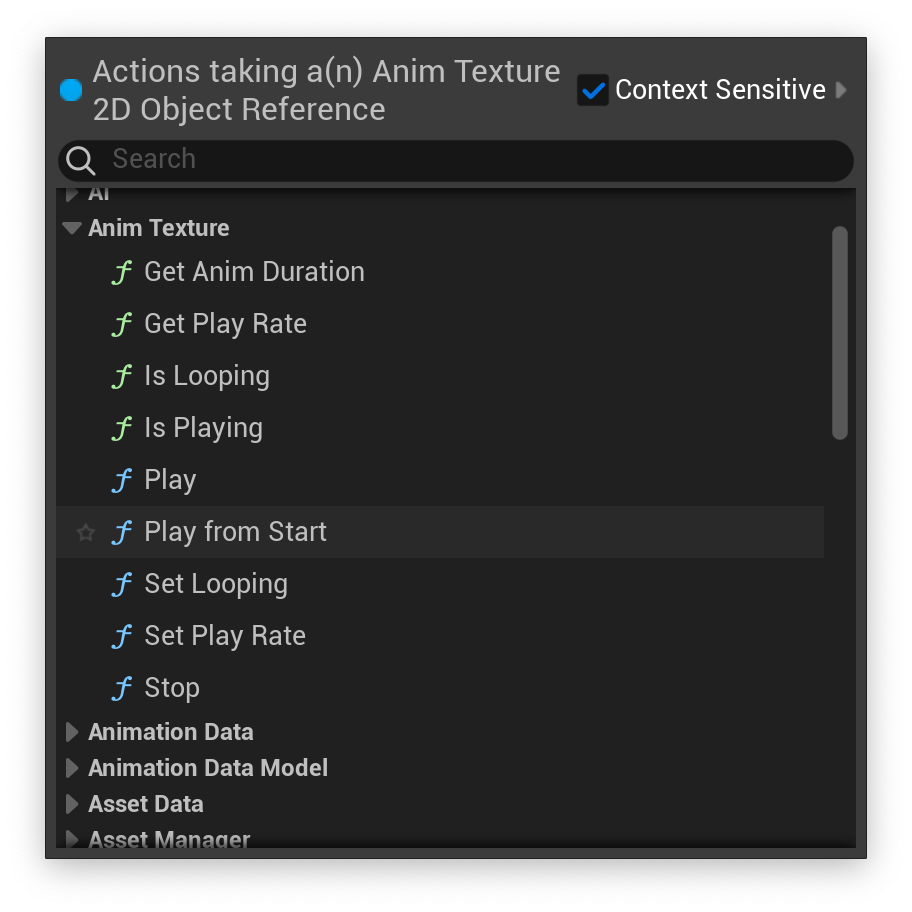 Actions taking a(n) Anim Texture
2D Object Reference
Context Sensitive
Search
AI
Anim Texture
Get Anim Duration
Get Play Rate
Is Looping
Is Playing
Play
Play from Start
Set Looping
Set Play Rate
Stop
Animation Data
Animation Data Model
Asset Data
Asset Manager